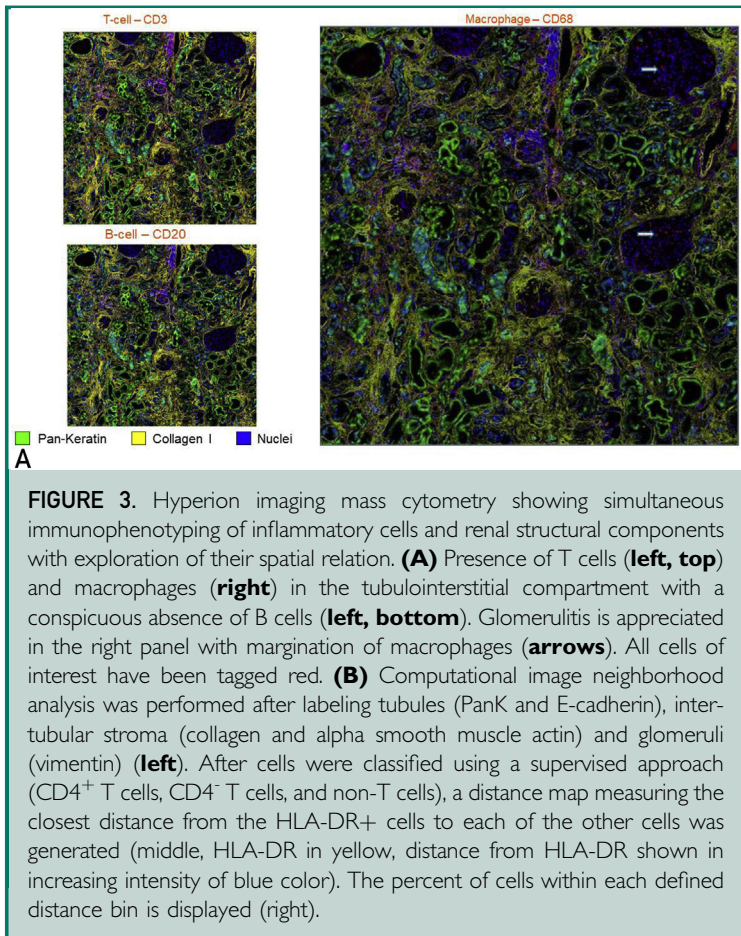 T-cell – CD3
Macrophage – CD68
B-cell – CD20
Pan-Keratin Collagen I Nuclei
A
FIGURE 3. Hyperion imaging mass cytometry showing simultaneous
immunophenotyping of inflammatory cells and renal structural components
with exploration of their spatial relation. (A) Presence of T cells (left, top)
and macrophages (right) in the tubulointerstitial compartment with a
conspicuous absence of B cells (left, bottom). Glomerulitis is appreciated
in the right panel with margination of macrophages (arrows). All cells of
interest have been tagged red. (B) Computational image neighborhood
analysis was performed after labeling tubules (PanK and E-cadherin), inter-
tubular stroma (collagen and alpha smooth muscle actin) and glomeruli
(vimentin) (left). After cells were classified using a supervised approach
(CD4⁺ T cells, CD4⁻ T cells, and non-T cells), a distance map measuring the
closest distance from the HLA-DR+ cells to each of the other cells was
generated (middle, HLA-DR in yellow, distance from HLA-DR shown in
increasing intensity of blue color). The percent of cells within each defined
distance bin is displayed (right).